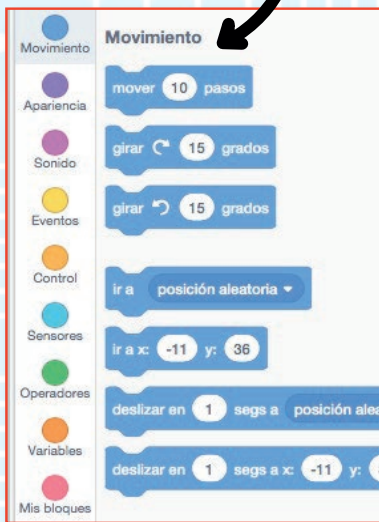 Movimiento
Apariencia
Sonido
Eventos
Control
Sensores
Operadores
Variables
Mis bloques
Movimiento
mover 10 pasos
girar 15 grados
girar 15 grados
ir a posición aleatoria
ir a x: -11 y: 36
deslizar en 1 segs a posición
deslizar en 1 segs a x: -11 y: